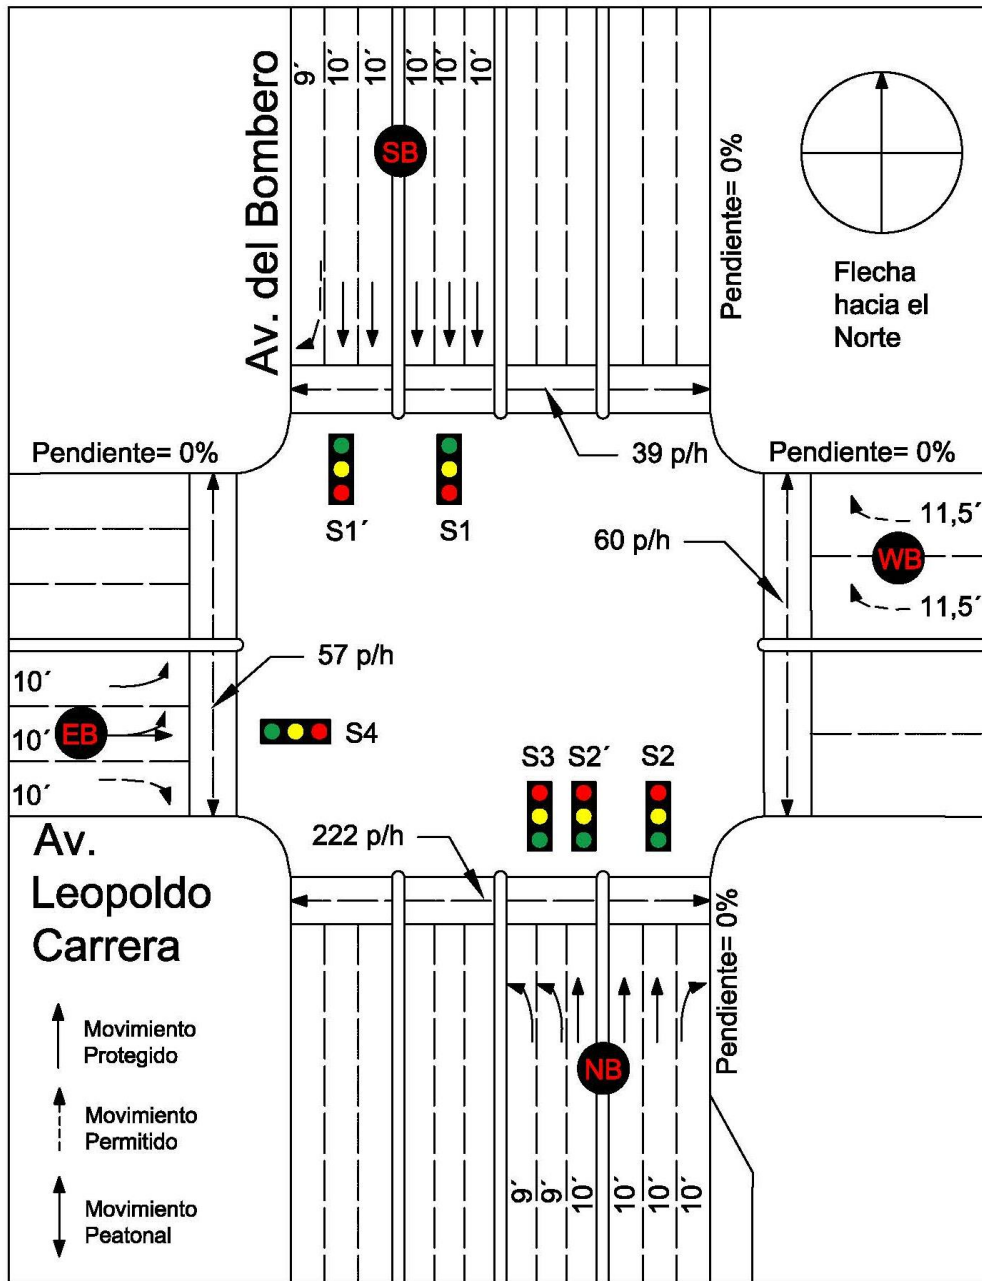 Av. del Bombero
9´
10´
10´
10´
10´
10´
SB
Pendiente= 0%
Flecha
hacia el
Norte
Pendiente= 0%
39 p/h
Pendiente= 0%
S1´
S1
60 p/h
11,5´
WB
11,5´
57 p/h
10´
10´
EB
10´
S4
S3
S2´
S2
222 p/h
Av.
Leopoldo
Carrera
Pendiente= 0%
Movimiento
Protegido
NB
Movimiento
Permitido
9´
9´
10´
10´
10´
10´
Movimiento
Peatonal